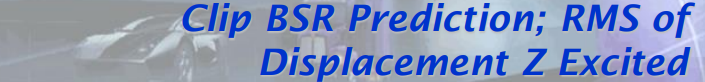 Clip BSR Prediction; RMS of
Displacement Z Excited